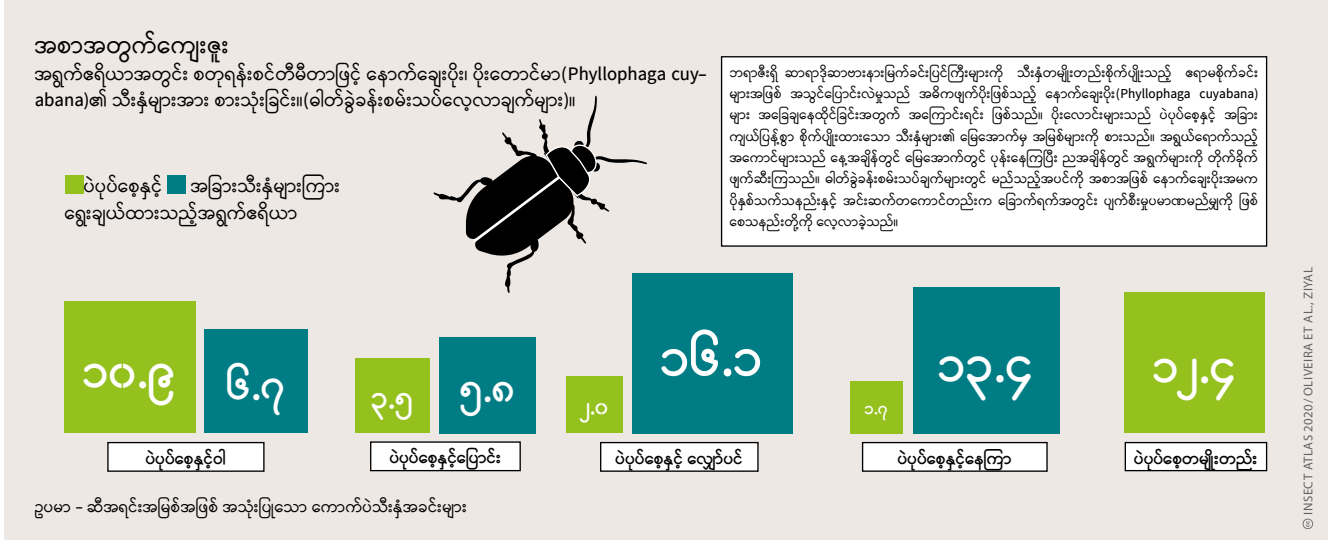 အစာအတွက်ကျေးဇူး
အရွက်ဧရိယာအတွင်း စတုရန်းစင်တီမီတာဖြင့် နောက်ချေးပိုး၊ ပိုးတောင်မာ(Phyllophaga cuy–
abana)၏ သီးနှံများအား စားသုံးခြင်း။(ဓါတ်ခွဲခန်းစမ်းသပ်လေ့လာချက်များ)။
ပဲပုပ်စေ့နှင့် အခြားသီးနှံများကြား
ရွေးချယ်ထားသည့်အရွက်ဧရိယာ
ဘရာဇီးရှိ ဆာရာဒိုဆာဗားနားမြက်ခင်းပြင်ကြီးများကို သီးနှံတမျိုးတည်းစိုက်ပျိုးသည့် ဧရာမစိုက်ခင်း
များအဖြစ် အသွင်ပြောင်းလဲမှုသည် အဓိကဖျက်ပိုးဖြစ်သည့် နောက်ချေးပိုး(Phyllophaga cuyabana)
များ အခြေချနေထိုင်ခြင်းအတွက် အကြောင်းရင်း ဖြစ်သည်။ ပိုးလောင်းများသည် ပဲပုပ်စေ့နှင့် အခြား
ကျယ်ပြန့်စွာ စိုက်ပျိုးထားသော သီးနှံများ၏ မြေအောက်မှ အမြစ်များကို စားသည်။ အရွယ်ရောက်သည့်
အကောင်များသည် နေ့အချိန်တွင် မြေအောက်တွင် ပုန်းနေကြပြီး ညအချိန်တွင် အရွက်များကို တိုက်ခိုက်
ဖျက်ဆီးကြသည်။ ဓါတ်ခွဲခန်းစမ်းသပ်ချက်များတွင် မည်သည့်အပင်ကို အစာအဖြစ် နောက်ချေးပိုးအမက
ပိုနှစ်သက်သနည်းနှင့် အင်းဆက်တကောင်တည်းက ခြောက်ရက်အတွင်း ပျက်စီးမှုပမာဏမည်မျှကို ဖြစ်
စေသနည်းတို့ကို လေ့လာခဲ့သည်။
၁၀.၉ ၆.၇ ၃.၅ ၅.၈ ၂.၀ ၁၆.၁ ၁.၇ ၁၃.၄ ၁၂.၄
ပဲပုပ်စေ့နှင့်ဝါ ပဲပုပ်စေ့နှင့်ပြောင်း ပဲပုပ်စေ့နှင့် လျှော်ပင် ပဲပုပ်စေ့နှင့်နေကြာ ပဲပုပ်စေ့တမျိုးတည်း
ဥပမာ – ဆီအရင်းအမြစ်အဖြစ် အသုံးပြုသော ကောက်ပဲသီးနှံအခင်းများ
INSECT ATLAS 2020/ OLIVEIRA ET AL., ZIYAL